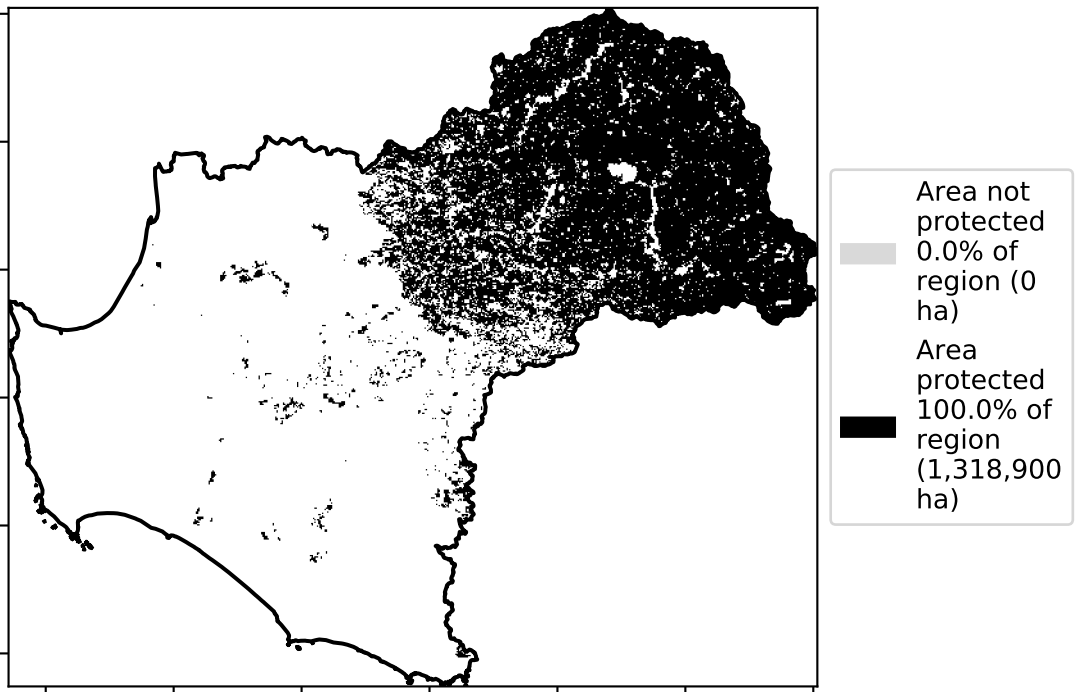 Area not
protected
0.0% of
region (0
ha)
Area
protected
100.0% of
region
(1,318,900
ha)